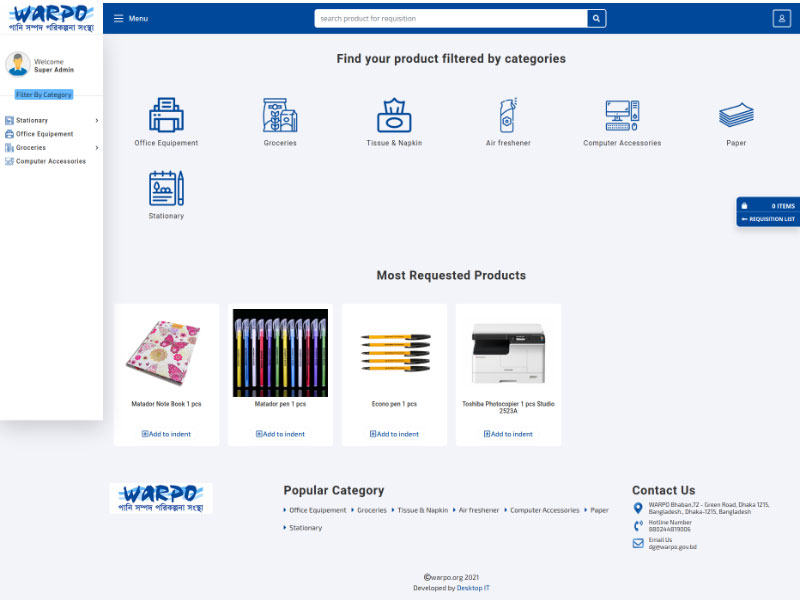 WARPO
পানি সম্পদ পরিকল্পনা সংস্থা
Menu
search product for requisition
Welcome
Super Admin
Filter By Category
Stationary
Office Equipement
Groceries
Computer Accessories
Find your product filtered by categories
Office Equipement
Groceries
Tissue & Napkin
Air freshener
Computer Accessories
Paper
Stationary
0 ITEMS
REQUISITION LIST
Most Requested Products
Matador Note Book 1 pcs
Add to indent
Matador pen 1 pcs
Add to indent
Econo pen 1 pcs
Add to indent
Toshiba Photocopier 1 pcs Studio
2523A
Add to indent
WARPO
পানি সম্পদ পরিকল্পনা সংস্থা
Popular Category
Office Equipement Groceries Tissue & Napkin Air freshener Computer Accessories Paper
Stationary
Contact Us
WARPO Bhaban,72 - Green Road, Dhaka 1215,
Bangladesh., Dhaka-1215, Bangladesh
Hotline Number
880244819006
Email Us
dg@warpo.gov.bd
©warpo.org 2021
Developed by Desktop IT